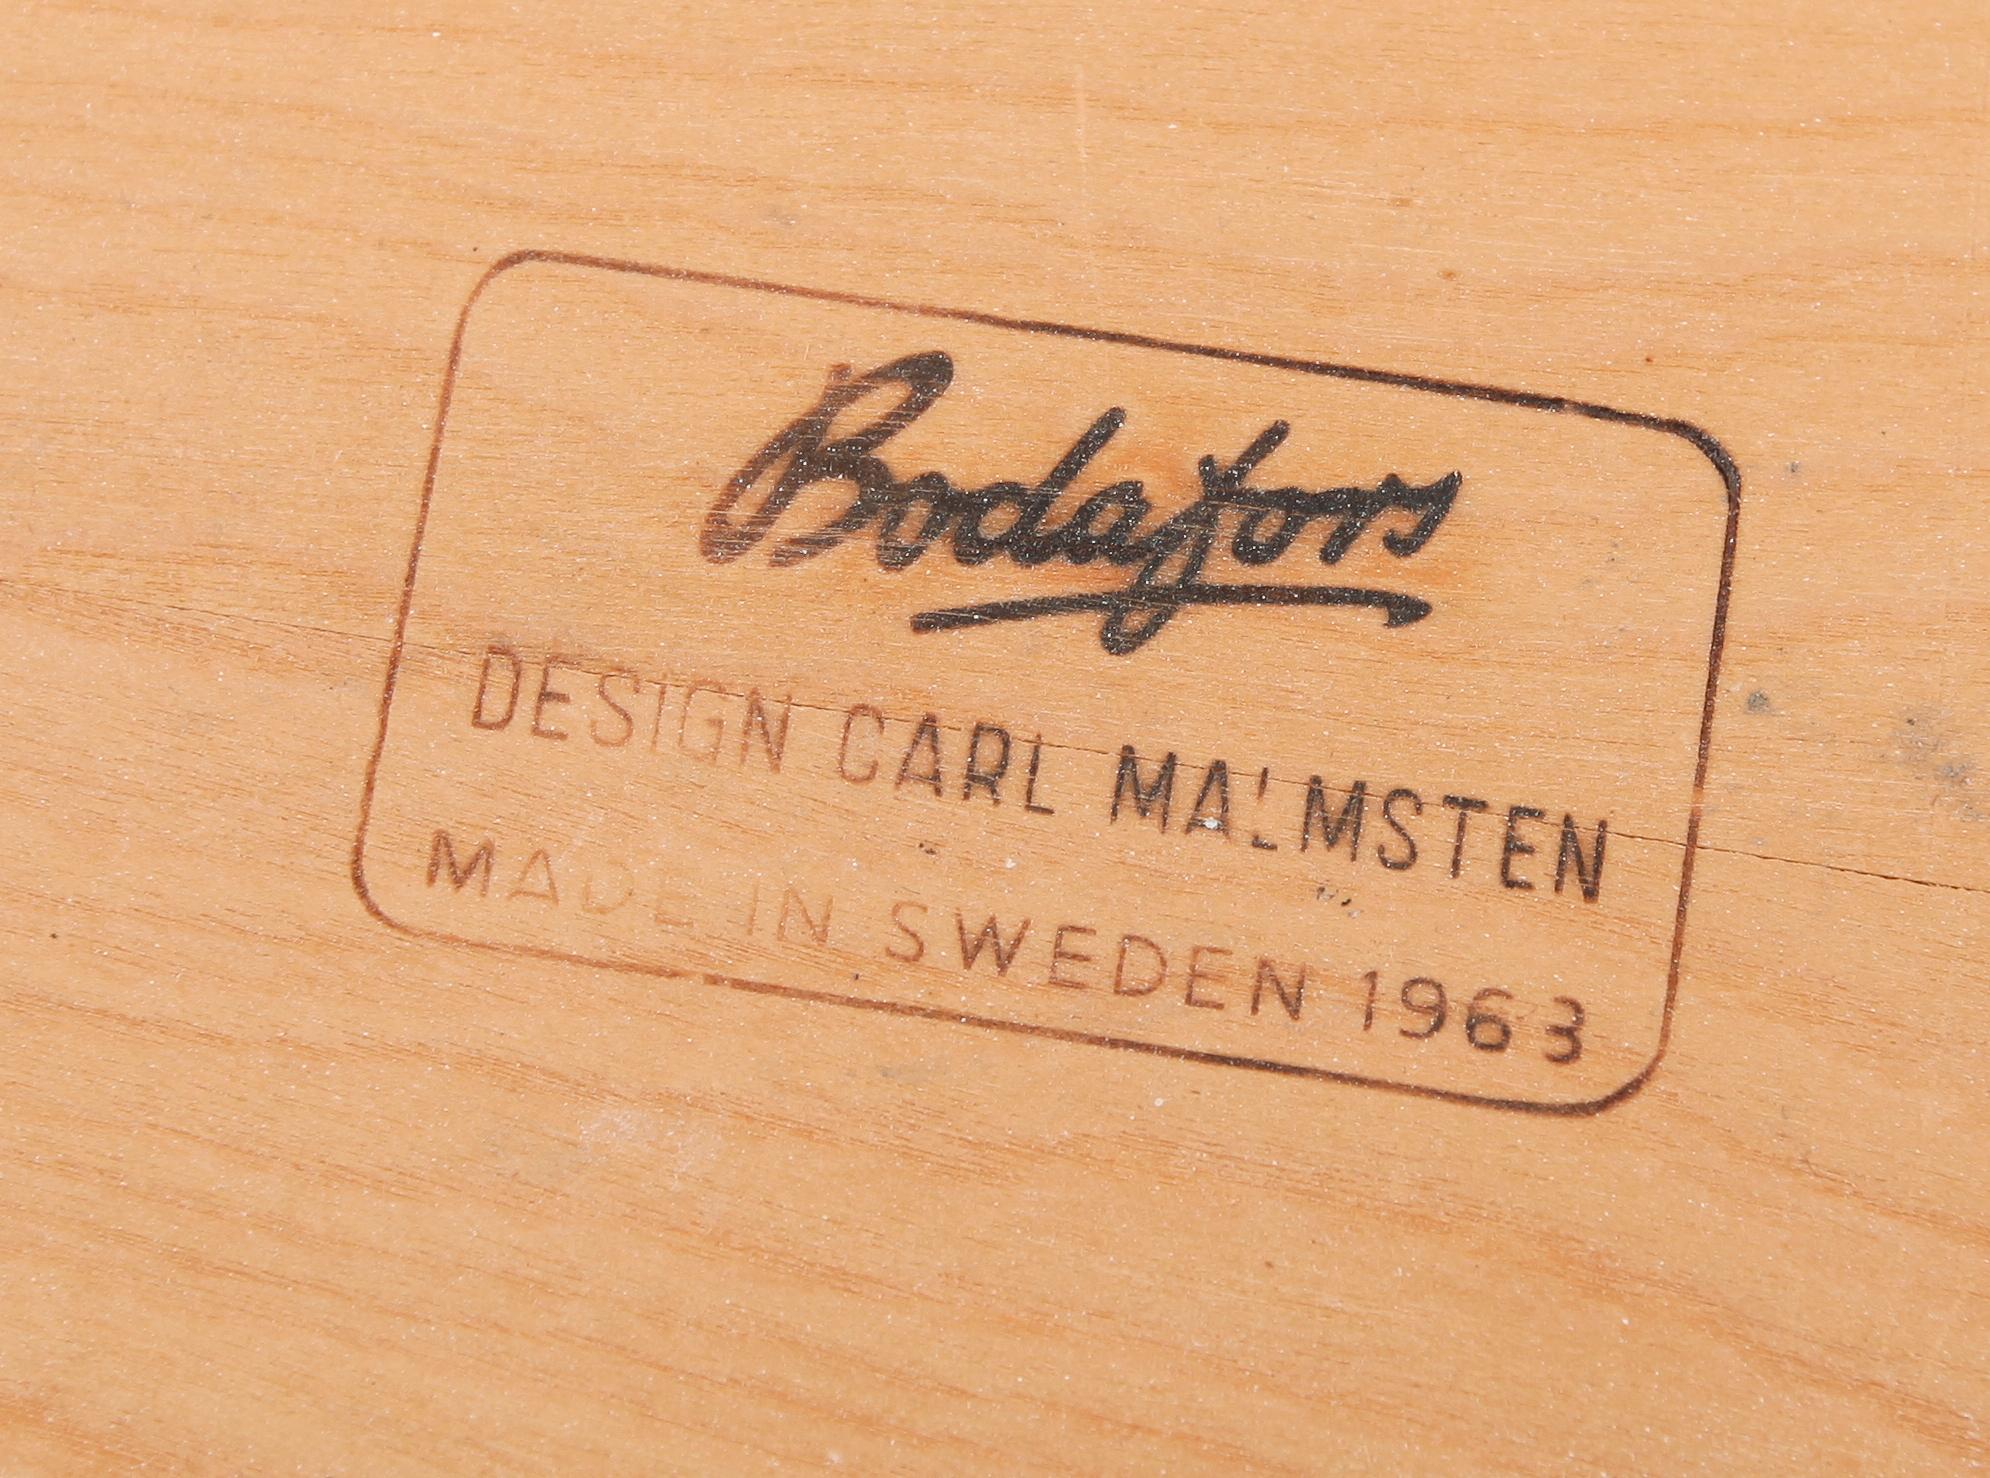 Bodafors
DESIGN CARL MALMSTEN
MADE IN SWEDEN 1963